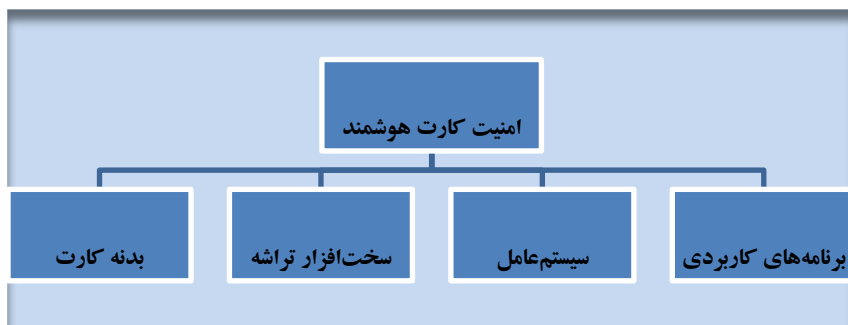 امنیت کارت هوشمند
برنامه‌های کاربردی
سیستم‌عامل
سخت‌افزار تراشه
بدنه کارت